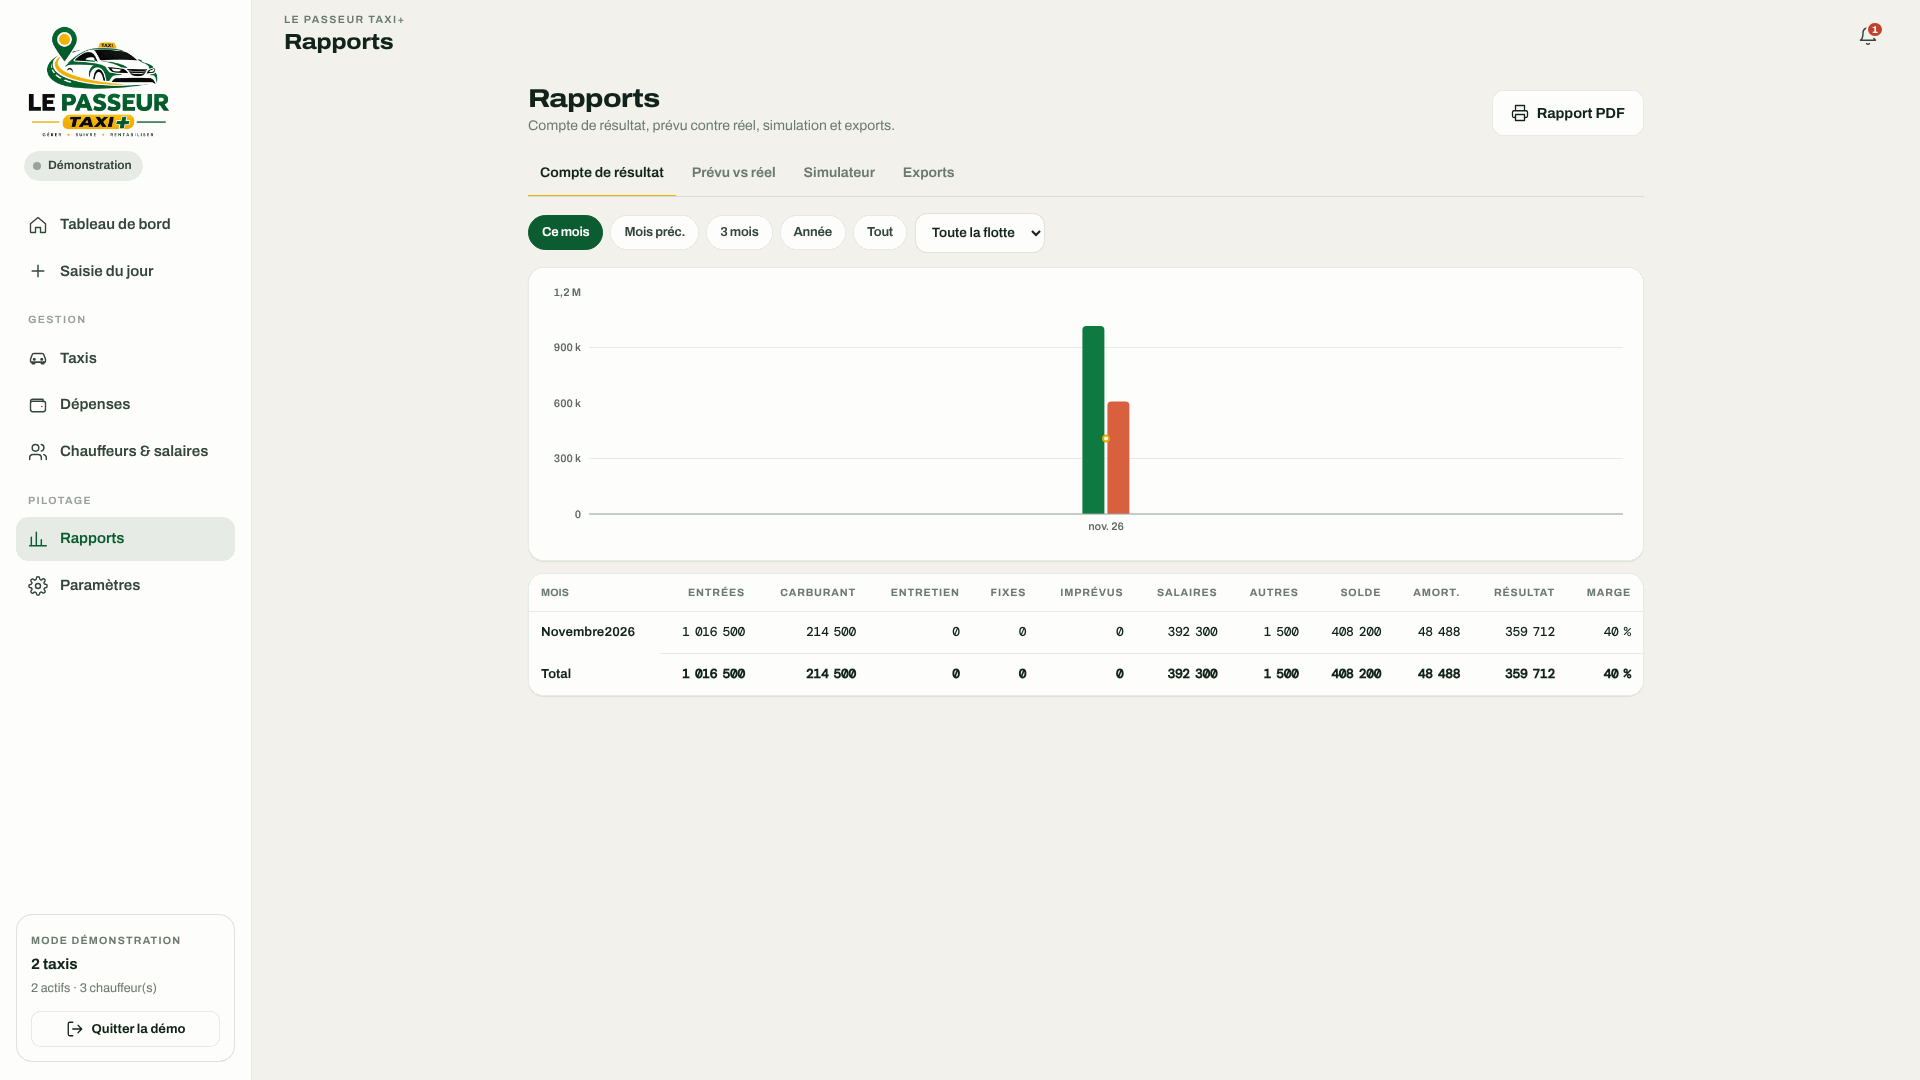 TAXI
LE PASSEUR
TAXI+
GÉRER • SUIVRE • RENTABILISER
Démonstration
Tableau de bord
Saisie du jour
GESTION
Taxis
Dépenses
Chauffeurs & salaires
PILOTAGE
Rapports
Paramètres
MODE DÉMONSTRATION
2 taxis
2 actifs · 3 chauffeur(s)
Quitter la démo
LE PASSEUR TAXI+
Rapports
1
Rapports
Compte de résultat, prévu contre réel, simulation et exports.
Rapport PDF
Compte de résultat Prévu vs réel Simulateur Exports
Ce mois Mois préc. 3 mois Année Tout Toute la flotte
1,2 M
900 k
600 k
300 k
0
nov. 26
MOIS ENTRÉES CARBURANT ENTRETIEN FIXES IMPRÉVUS SALAIRES AUTRES SOLDE AMORT. RÉSULTAT MARGE
Novembre2026 1 016 500 214 500 0 0 0 392 300 1 500 408 200 48 488 359 712 40 %
Total 1 016 500 214 500 0 0 0 392 300 1 500 408 200 48 488 359 712 40 %